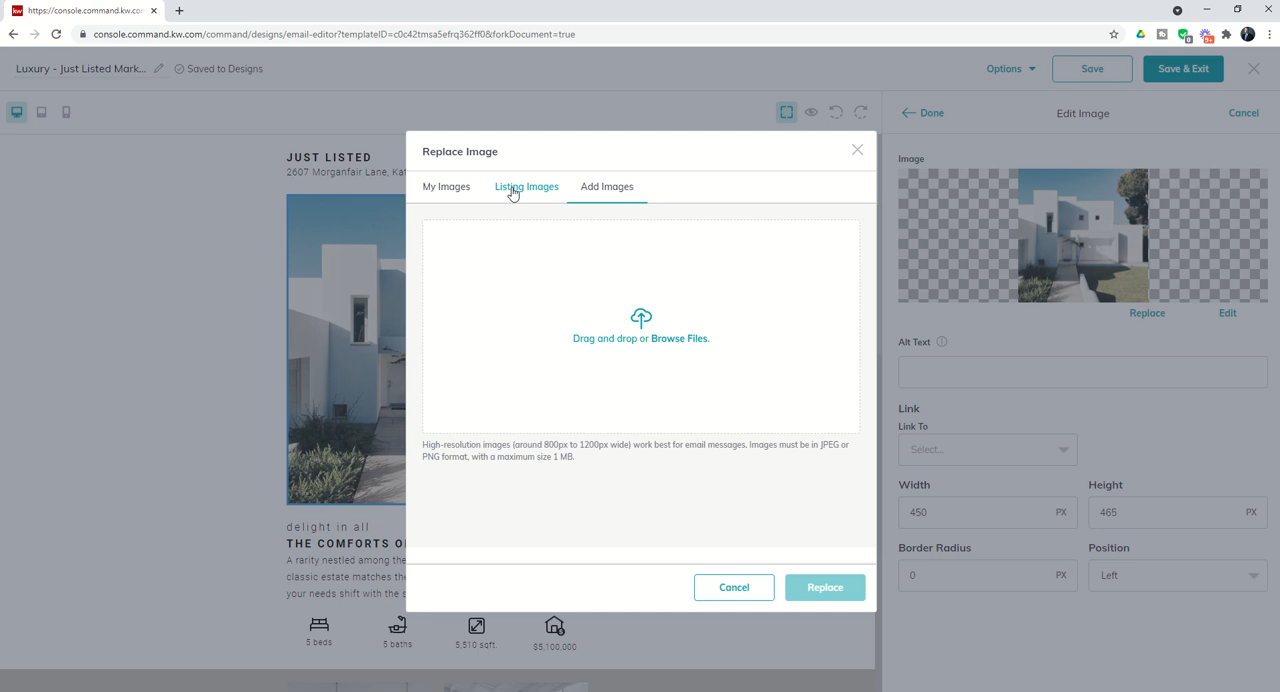 https://console.command.kw.co
console.command.kw.com/command/designs/email-editor?templateID=c0c42tmsa5efrq362ff0&forkDocument=true
Luxury - Just Listed Mark...
Saved to Designs
Options
Save
Save & Exit
Done
Edit Image
Cancel
JUST LISTED
2672 Morganfair Lane, Kat
Replace Image
My Images
Listing Images
Add Images
Drag and drop or Browse Files.
High-resolution images (around 800px to 1200px wide) work best for email messages. Images must be in JPEG or
PNG format, with a maximum size 1 MB.
Cancel
Replace
Image
Replace
Edit
Alt Text
Link
Link To
Select...
Width
Height
450 PX
465 PX
Border Radius
Position
0 PX
Left
delight in all
THE COMFORTS O
A rarity nestled among the
classic estate matches the
your needs shift with the s
5 beds
5 baths
5,510 sqft.
$5,100,000